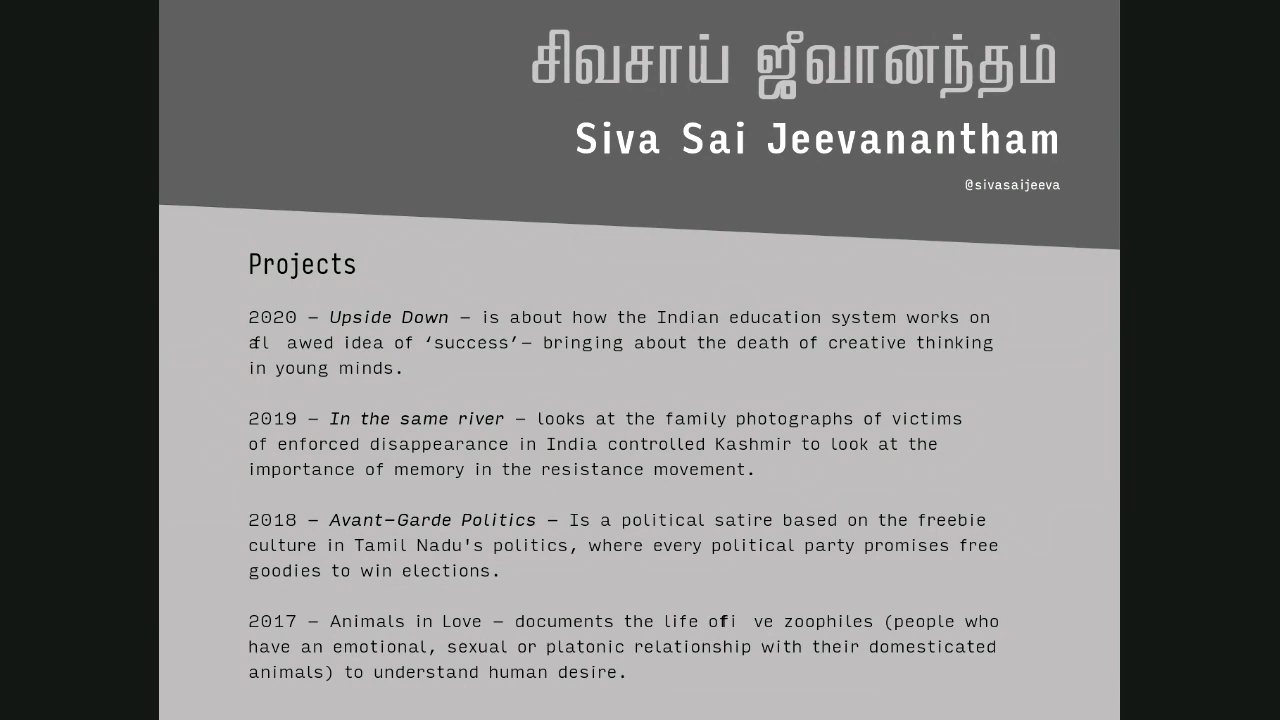 சிவசாய் ஜீவானந்தம்
Siva Sai Jeevanantham
@sivasaijeeva
Projects
2020 – Upside Down – is about how the Indian education system works on
a fl awed idea of ‘success’– bringing about the death of creative thinking
in young minds.
2019 – In the same river – looks at the family photographs of victims
of enforced disappearance in India controlled Kashmir to look at the
importance of memory in the resistance movement.
2018 – Avant–Garde Politics – Is a political satire based on the freebie
culture in Tamil Nadu's politics, where every political party promises free
goodies to win elections.
2017 – Animals in Love – documents the life of fi ve zoophiles (people who
have an emotional, sexual or platonic relationship with their domesticated
animals) to understand human desire.